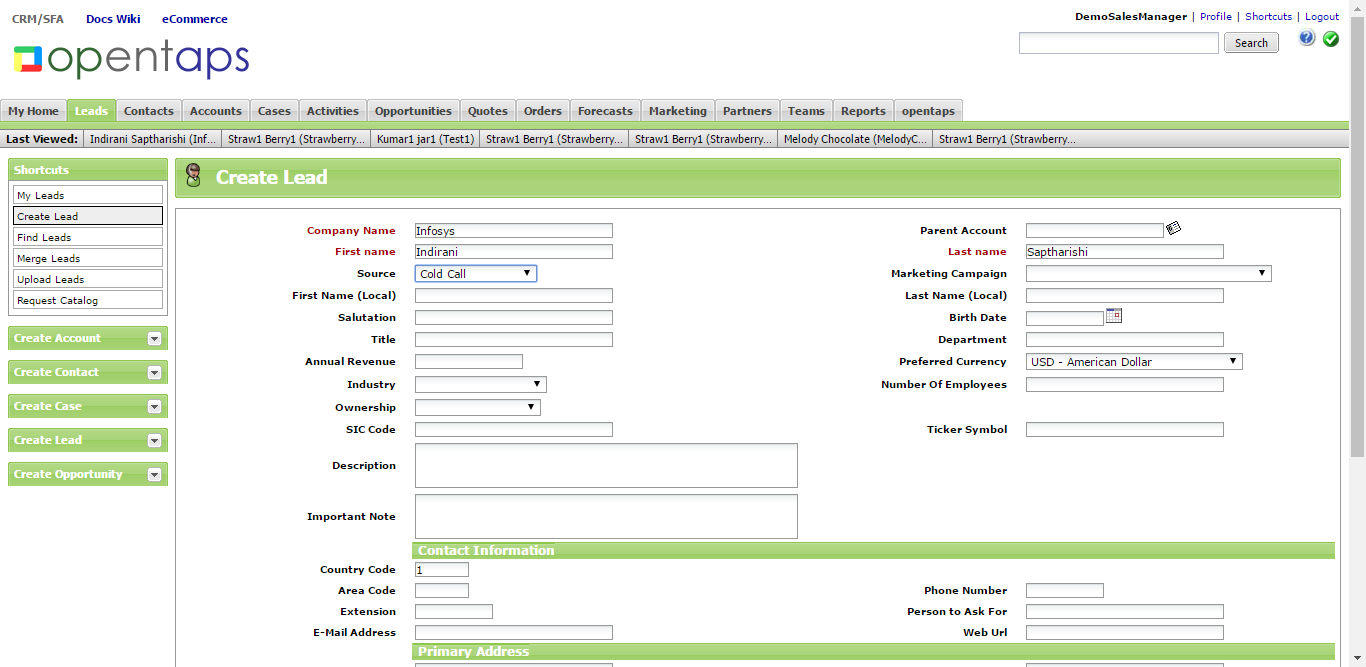 CRM/SFA Docs Wiki eCommerce
DemoSalesManager | Profile | Shortcuts | Logout
opentaps
Search
My Home Leads Contacts Accounts Cases Activities Opportunities Quotes Orders Forecasts Marketing Partners Teams Reports opentaps
Last Viewed: Indirani Saptharishi (Inf... Straw1 Berry1 (Strawberry... Kumar1 jar1 (Test1) Straw1 Berry1 (Strawberry... Straw1 Berry1 (Strawberry... Melody Chocolate (MelodyC... Straw1 Berry1 (Strawberry...
Shortcuts
My Leads
Create Lead
Find Leads
Merge Leads
Upload Leads
Request Catalog
Create Account
Create Contact
Create Case
Create Lead
Create Opportunity
Create Lead
Company Name Infosys Parent Account
First name Indirani Last name Saptharishi
Source Cold Call Marketing Campaign
First Name (Local) Last Name (Local)
Salutation Birth Date
Title Department
Annual Revenue Preferred Currency USD - American Dollar
Industry Number Of Employees
Ownership
SIC Code Ticker Symbol
Description
Important Note
Contact Information
Country Code 1
Area Code Phone Number
Extension Person to Ask For
E-Mail Address Web Url
Primary Address